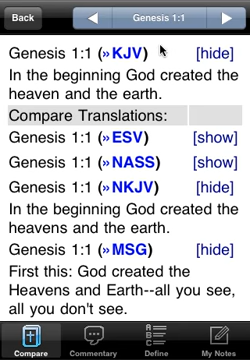 Back
Genesis 1:1
Genesis 1:1 (»KJV) [hide]
In the beginning God created the
heaven and the earth.
Compare Translations:
Genesis 1:1 (»ESV) [show]
Genesis 1:1 (»NASS) [show]
Genesis 1:1 (»NKJV) [hide]
In the beginning God created the
heavens and the earth.
Genesis 1:1 (»MSG) [hide]
First this: God created the
Heavens and Earth--all you see,
all you don't see.
A
B
C
Compare Commentary Define My Notes